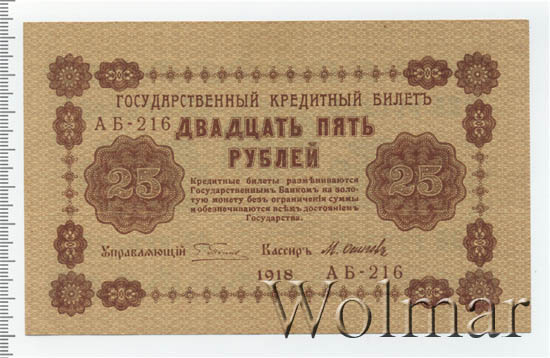 ГОСУДАРСТВЕННЫЙ КРЕДИТНЫЙ БИЛЕТЪ
АБ-216 ДВАДЦАТЬ ПЯТЬ
РУБЛЕЙ
25
25
Кредитные билеты размѣниваются
Государственнымъ Банкомъ на золо-
тую монету безъ ограниченія суммы
и обезпечиваются всѣмъ достояніемъ
Государства.
Управляющій Кассиръ
1918 АБ-216
Wolmar